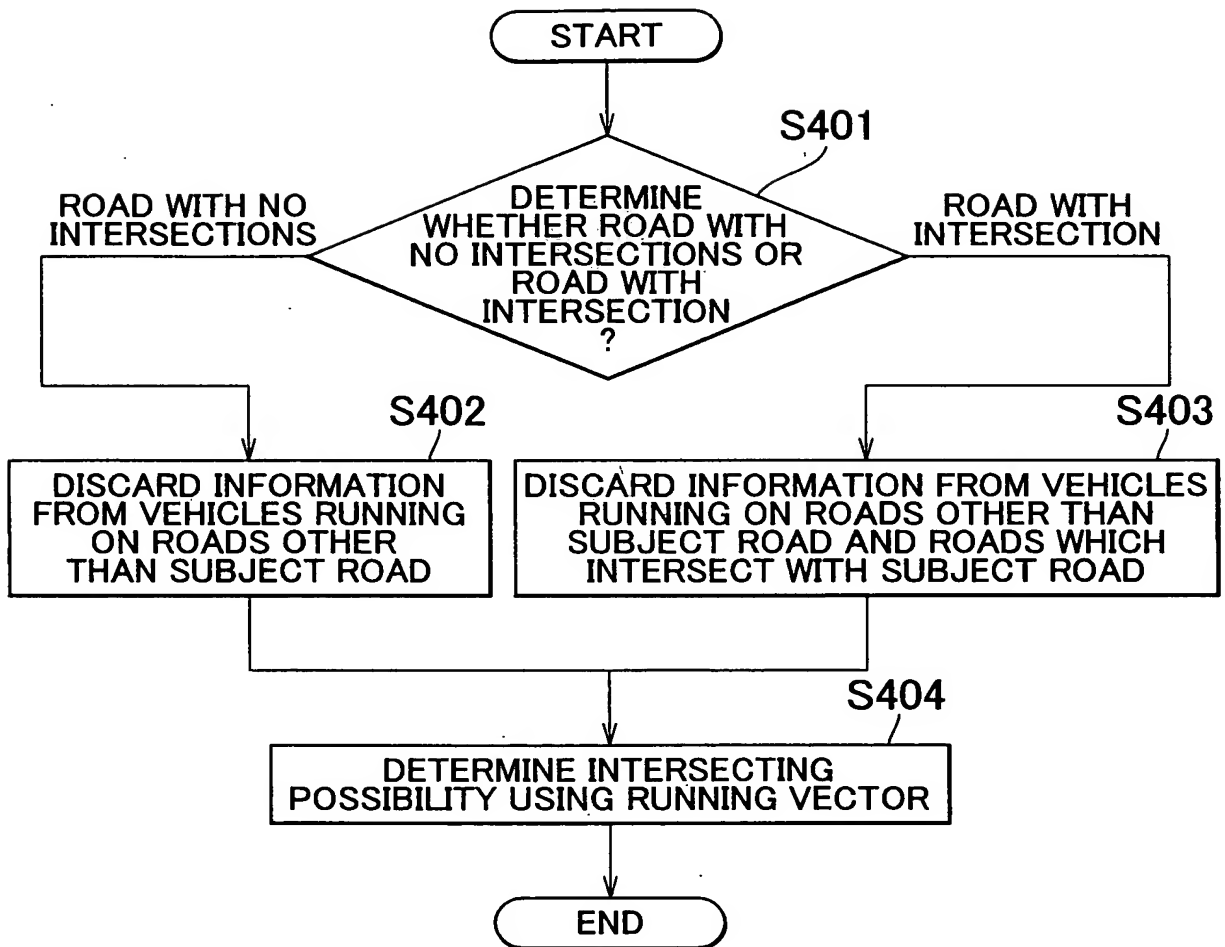 START
S401
DETERMINE
WHETHER ROAD WITH
NO INTERSECTIONS OR
ROAD WITH
INTERSECTION
?
ROAD WITH NO
INTERSECTIONS
ROAD WITH
INTERSECTION
S402
DISCARD INFORMATION
FROM VEHICLES RUNNING
ON ROADS OTHER
THAN SUBJECT ROAD
S403
DISCARD INFORMATION FROM VEHICLES
RUNNING ON ROADS OTHER THAN
SUBJECT ROAD AND ROADS WHICH
INTERSECT WITH SUBJECT ROAD
S404
DETERMINE INTERSECTING
POSSIBILITY USING RUNNING VECTOR
END